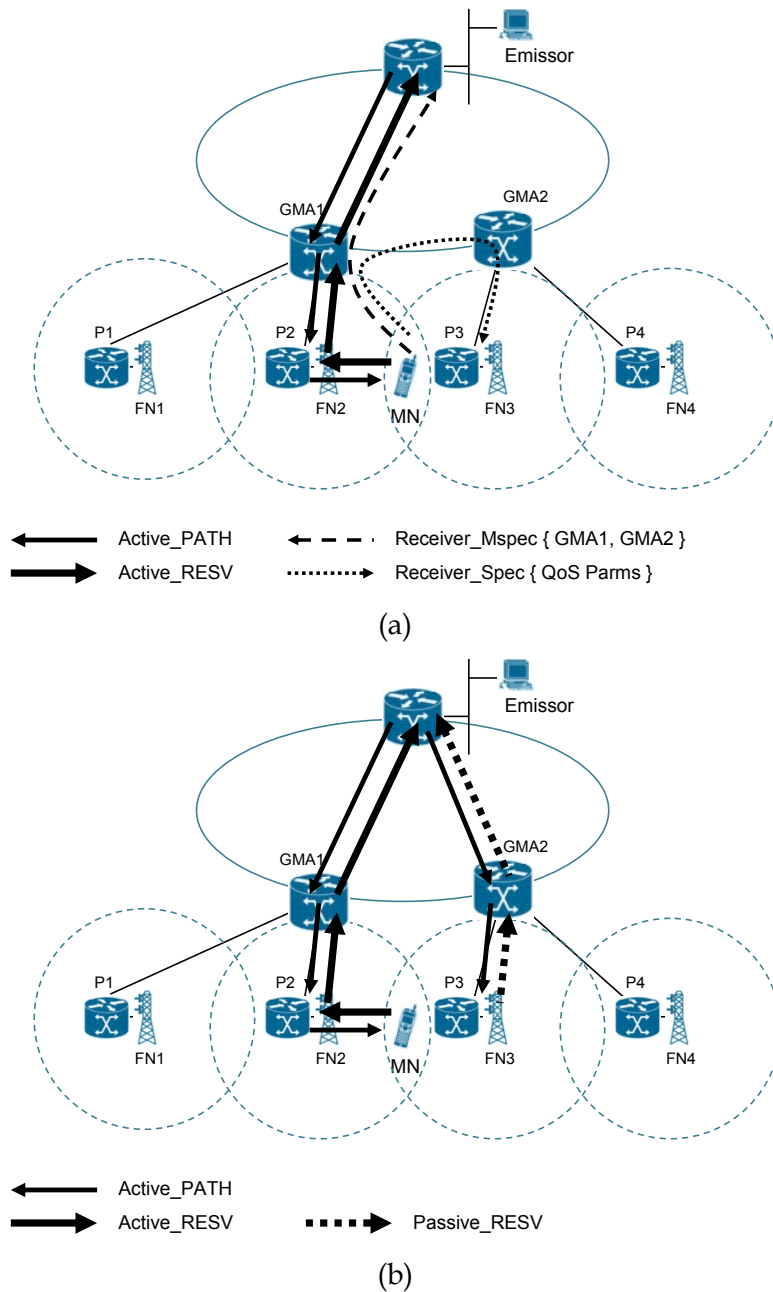 Emissor
GMA1
GMA2
P1
P2
P3
P4
FN1
FN2
MN
FN3
FN4
Active_PATH
Receiver_Mspec { GMA1, GMA2 }
Active_RESV
Receiver_Spec { QoS Parms }
(a)
Emissor
GMA1
GMA2
P1
P2
P3
P4
FN1
FN2
MN
FN3
FN4
Active_PATH
Active_RESV
Passive_RESV
(b)